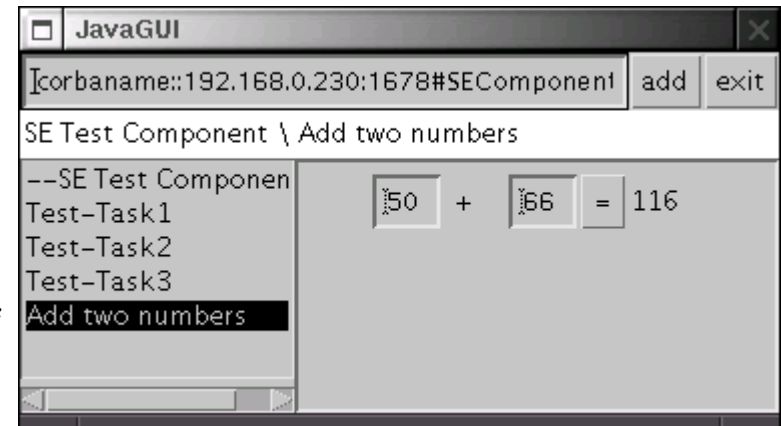 JavaGUI
corbaname::192.168.0.230:1678#SEComponent add exit
SE Test Component \ Add two numbers
--SE Test Componen
Test-Task1
Test-Task2
Test-Task3
Add two numbers
50 + 66 = 116